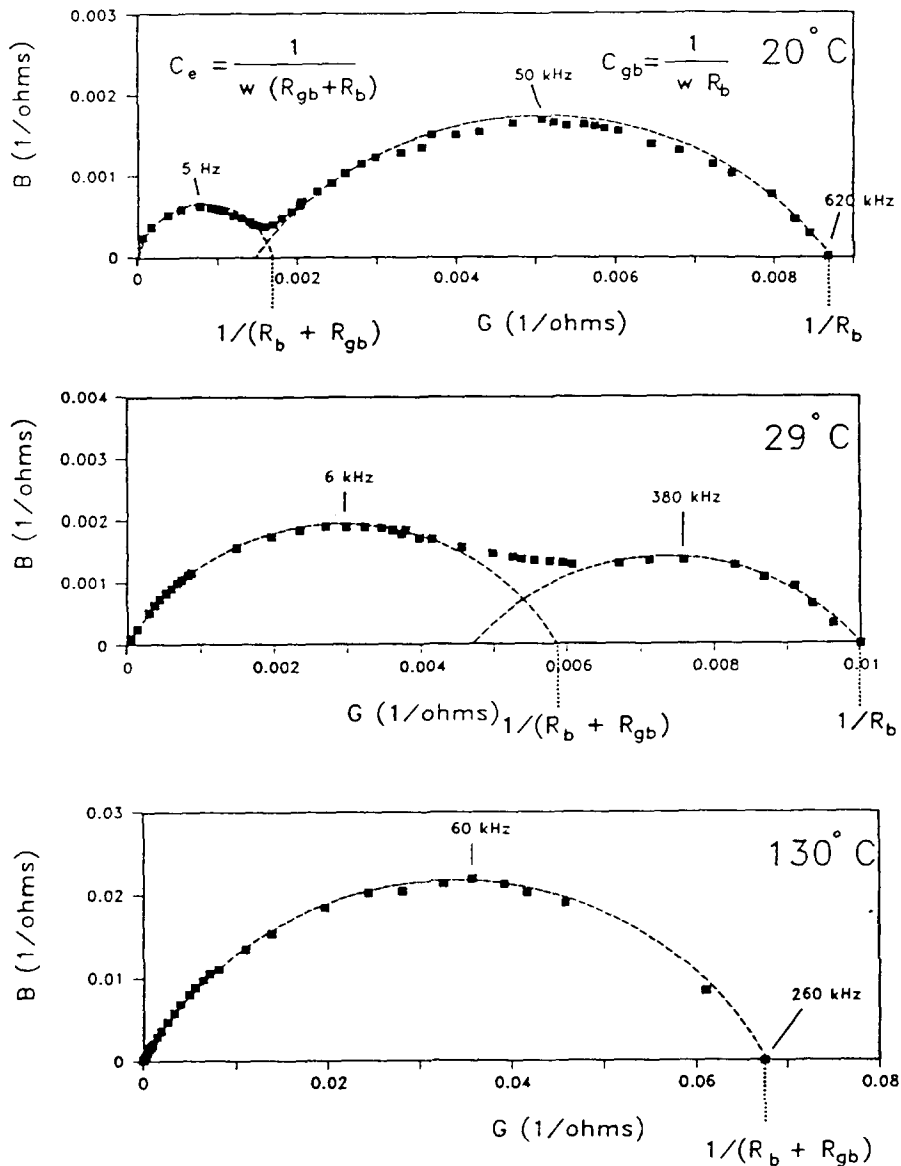 0.003
0.002
0.001
0
B (1/ohms)
C_e = 1 / w (R_gb+R_b)
C_gb= 1 / w R_b
20°C
5 Hz
50 kHz
620 kHz
0
0.002
0.004
0.006
0.008
1/(R_b + R_gb)
G (1/ohms)
1/R_b
0.004
0.003
0.002
0.001
0
B (1/ohms)
29°C
6 kHz
380 kHz
0
0.002
0.004
0.006
0.008
0.01
G (1/ohms)
1/(R_b + R_gb)
1/R_b
0.03
0.02
0.01
0
B (1/ohms)
130°C
60 kHz
260 kHz
0
0.02
0.04
0.06
0.08
G (1/ohms)
1/(R_b + R_gb)